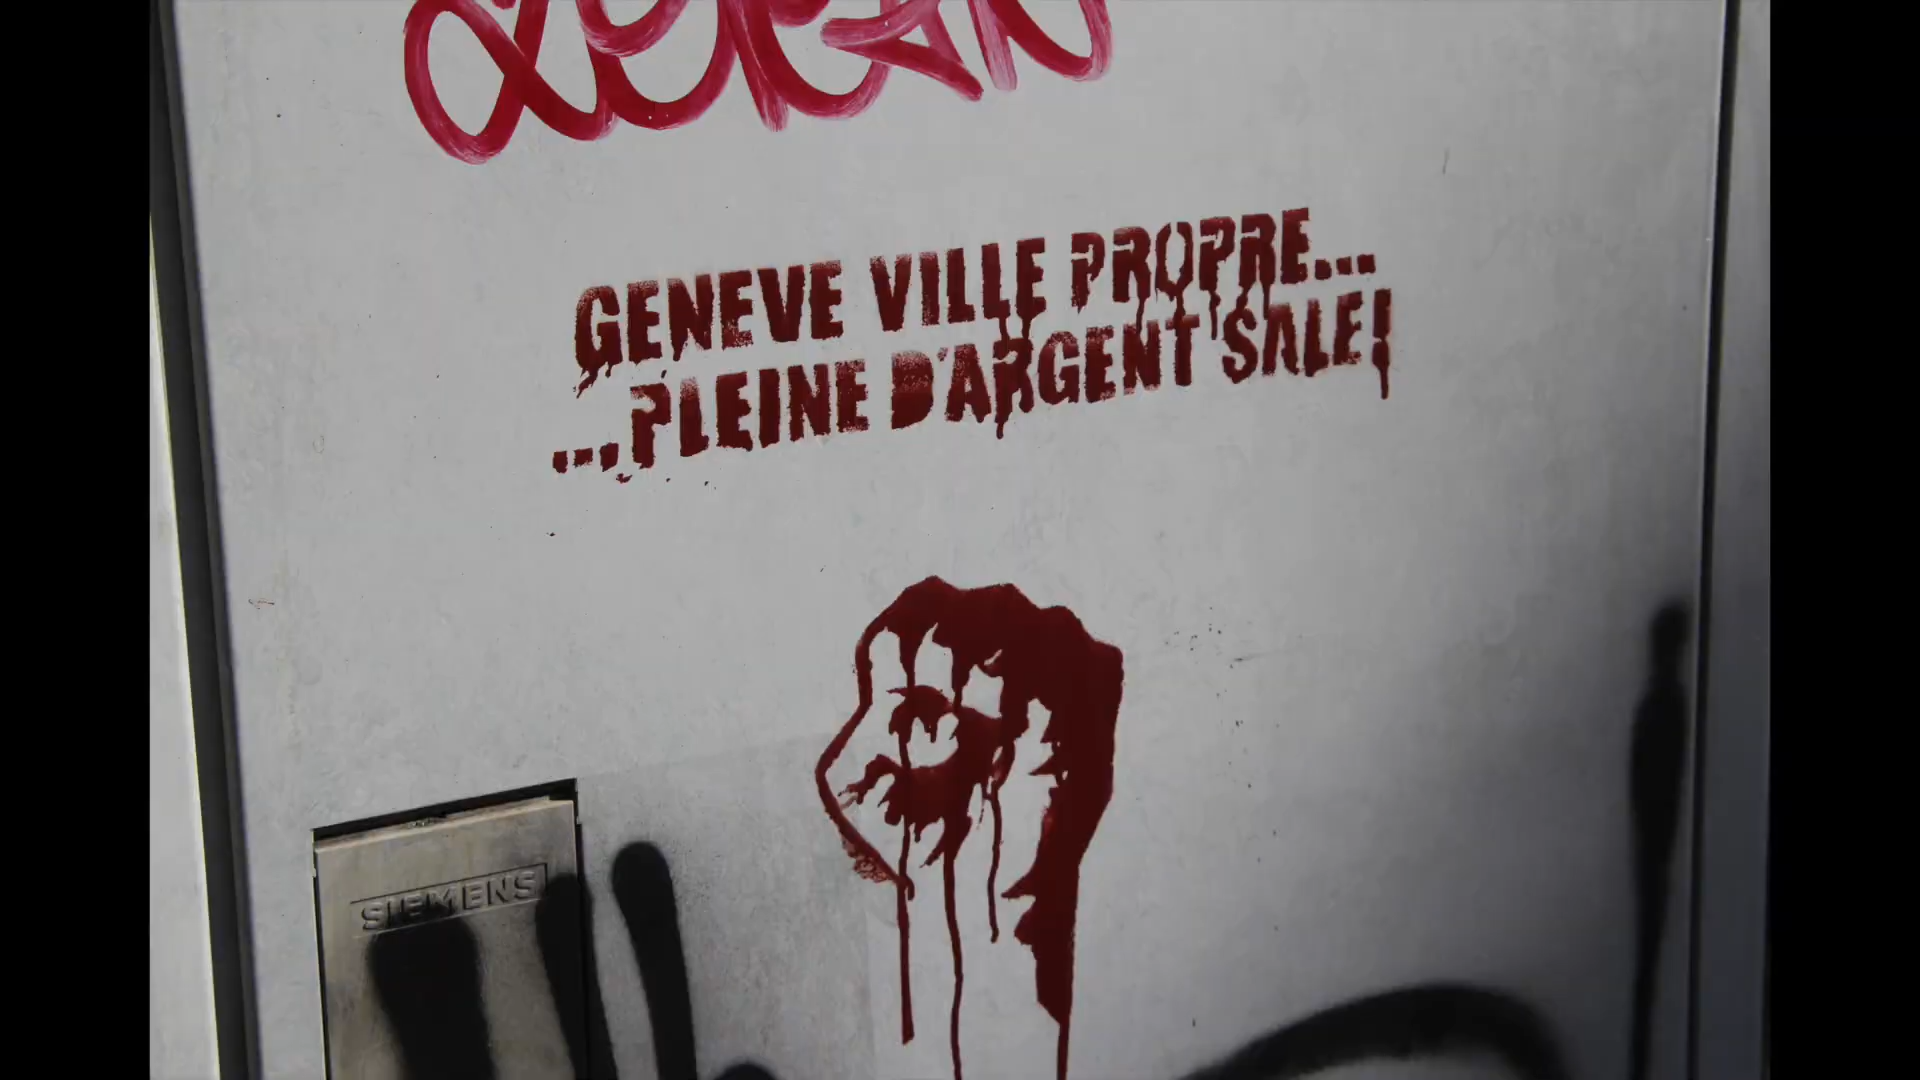 GENEVE VILLE PROPRE...
...PLEINE D'ARGENT SALE!
SIEMENS